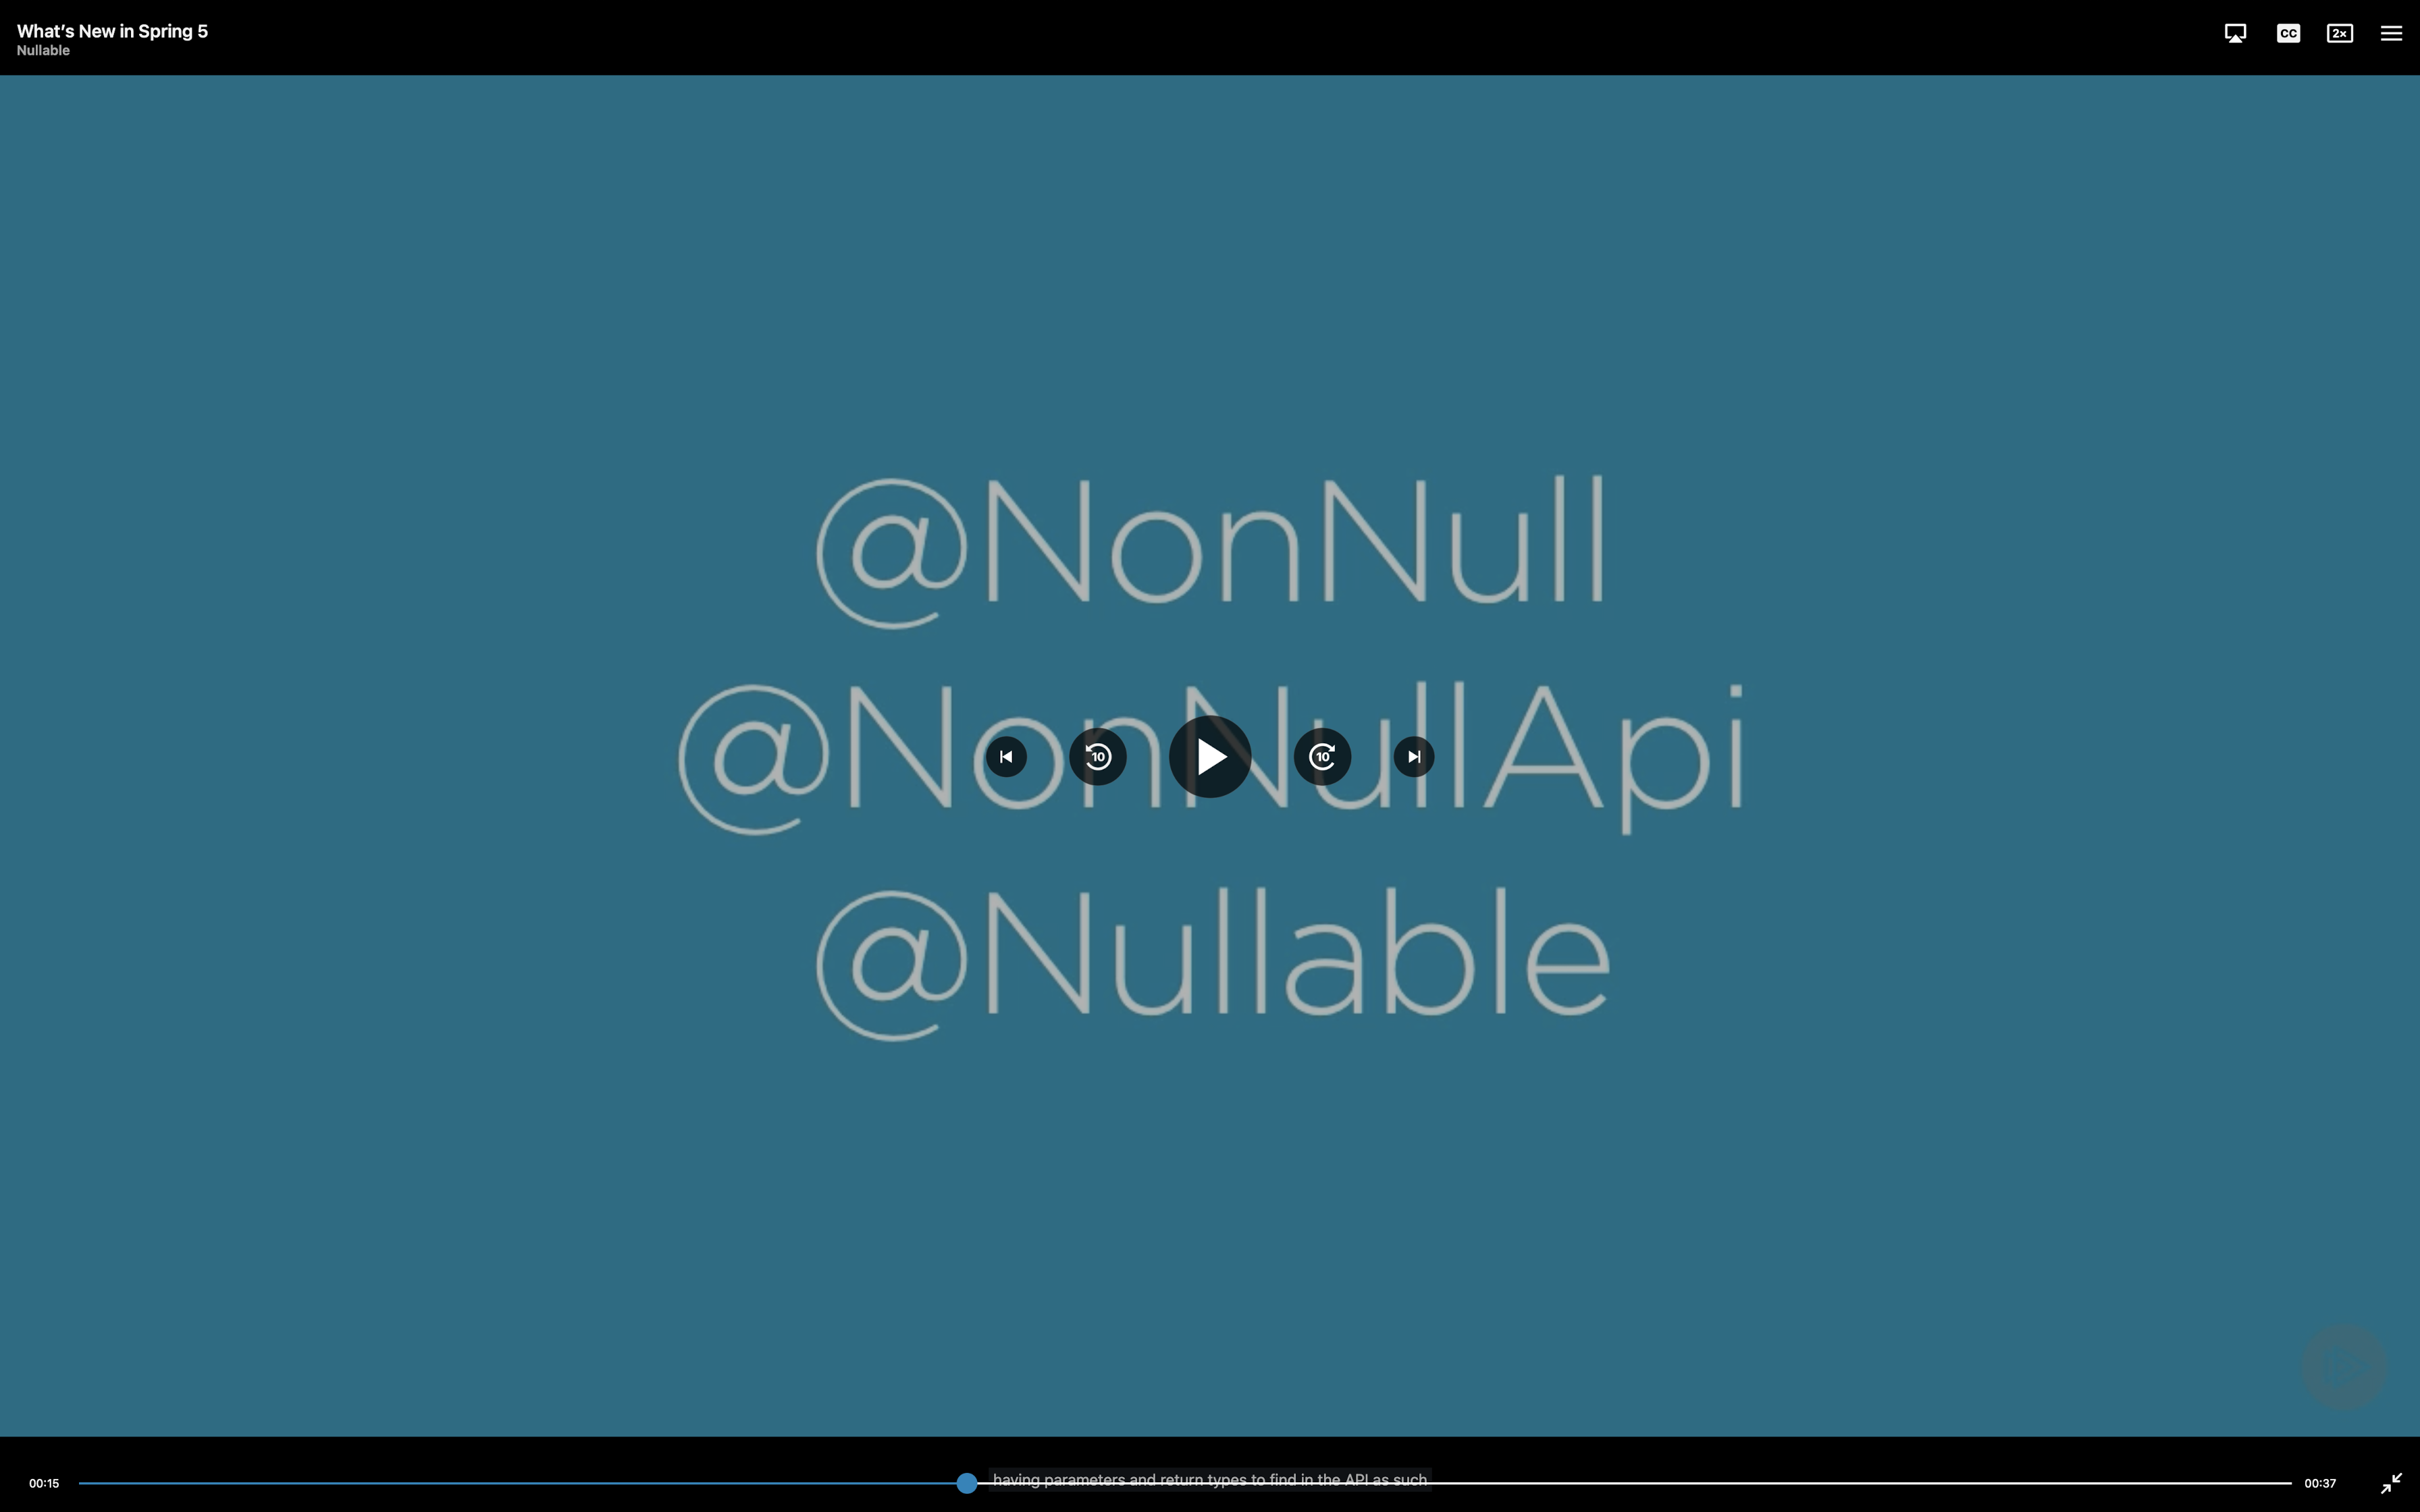 What's New in Spring 5
Nullable
CC
2x
@NonNull
@NonNullApi
@Nullable
10
10
00:15
having parameters and return types to find in the API as such
00:37